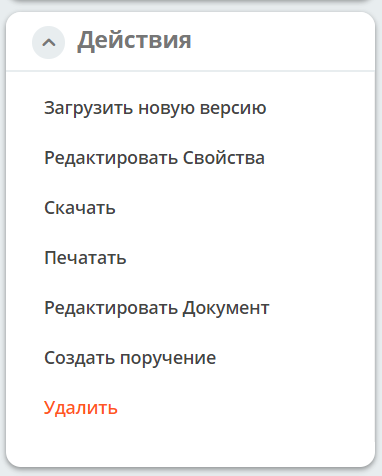 Действия
Загрузить новую версию
Редактировать Свойства
Скачать
Печатать
Редактировать Документ
Создать поручение
Удалить